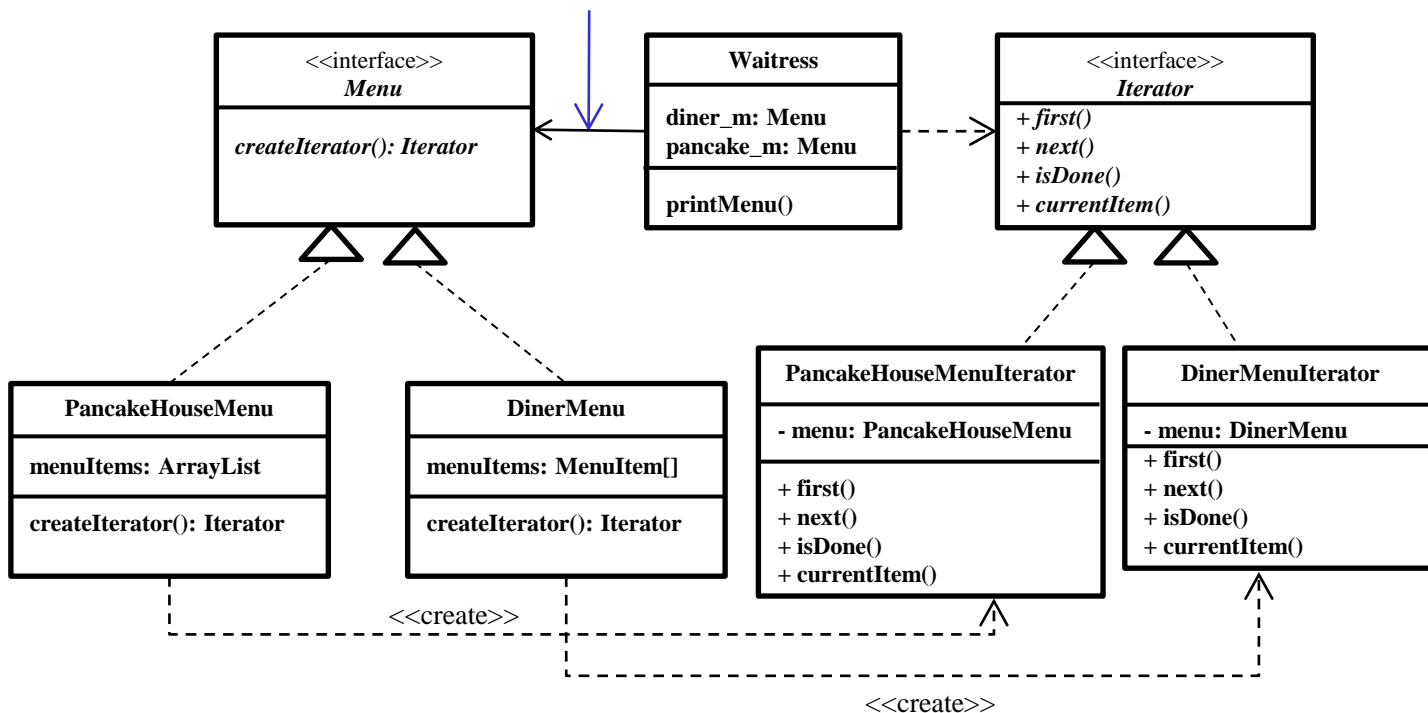 <<interface>>
Menu
createIterator(): Iterator
Waitress
diner_m: Menu
pancake_m: Menu
printMenu()
<<interface>>
Iterator
+ first()
+ next()
+ isDone()
+ currentItem()
PancakeHouseMenu
menuItems: ArrayList
createIterator(): Iterator
DinerMenu
menuItems: MenuItem[]
createIterator(): Iterator
PancakeHouseMenuIterator
- menu: PancakeHouseMenu
+ first()
+ next()
+ isDone()
+ currentItem()
DinerMenuIterator
- menu: DinerMenu
+ first()
+ next()
+ isDone()
+ currentItem()
<<create>>
<<create>>